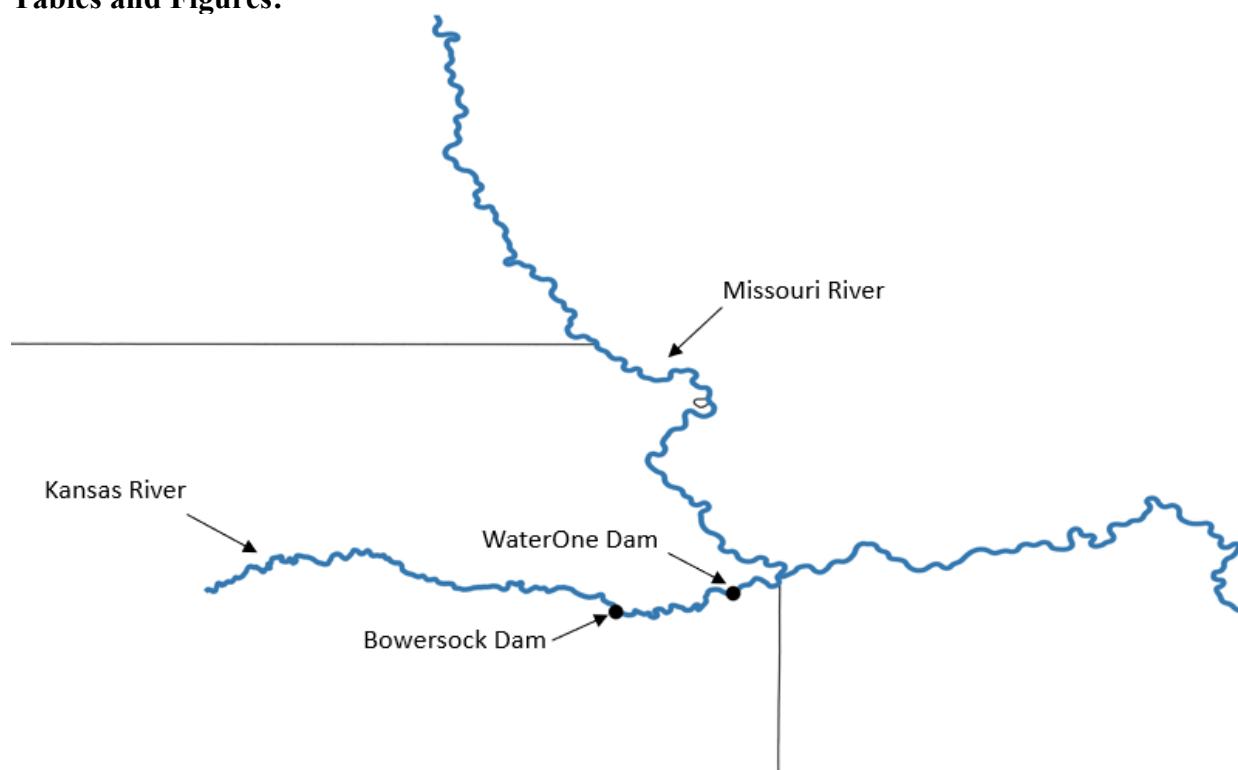 Tables and Figures:
Missouri River
Kansas River
WaterOne Dam
Bowersock Dam